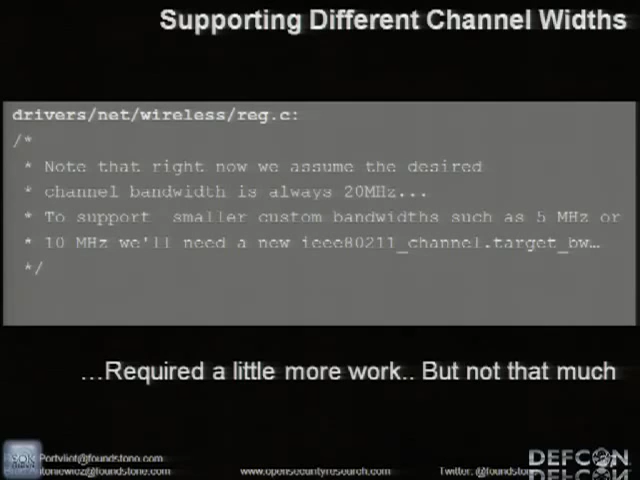 Supporting Different Channel Widths
drivers/net/wireless/reg.c:
/*
* Note that right now we assume the desired
* channel bandwidth is always 20MHz...
* To support smaller custom bandwidths such as 5 MHz or
* 10 MHz we'll need a new ieee80211_channel.target_bw…
*/
…Required a little more work.. But not that much
www.opensecurityresearch.com
Twitter: @foundstone
DEFCON